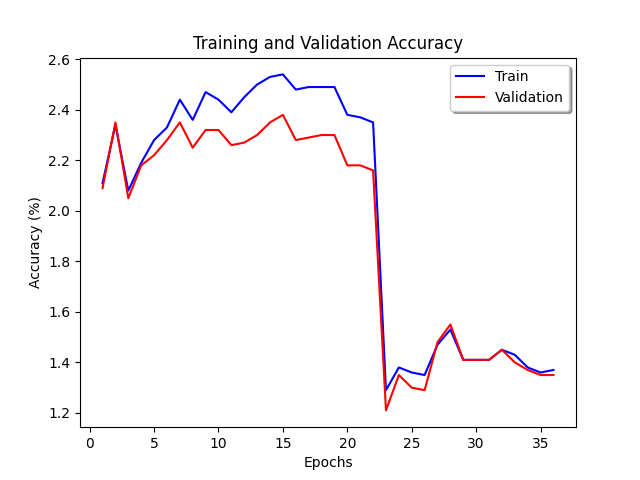 Training and Validation Accuracy
Train
Validation
Accuracy (%)
2.6
2.4
2.2
2.0
1.8
1.6
1.4
1.2
0 5 10 15 20 25 30 35
Epochs